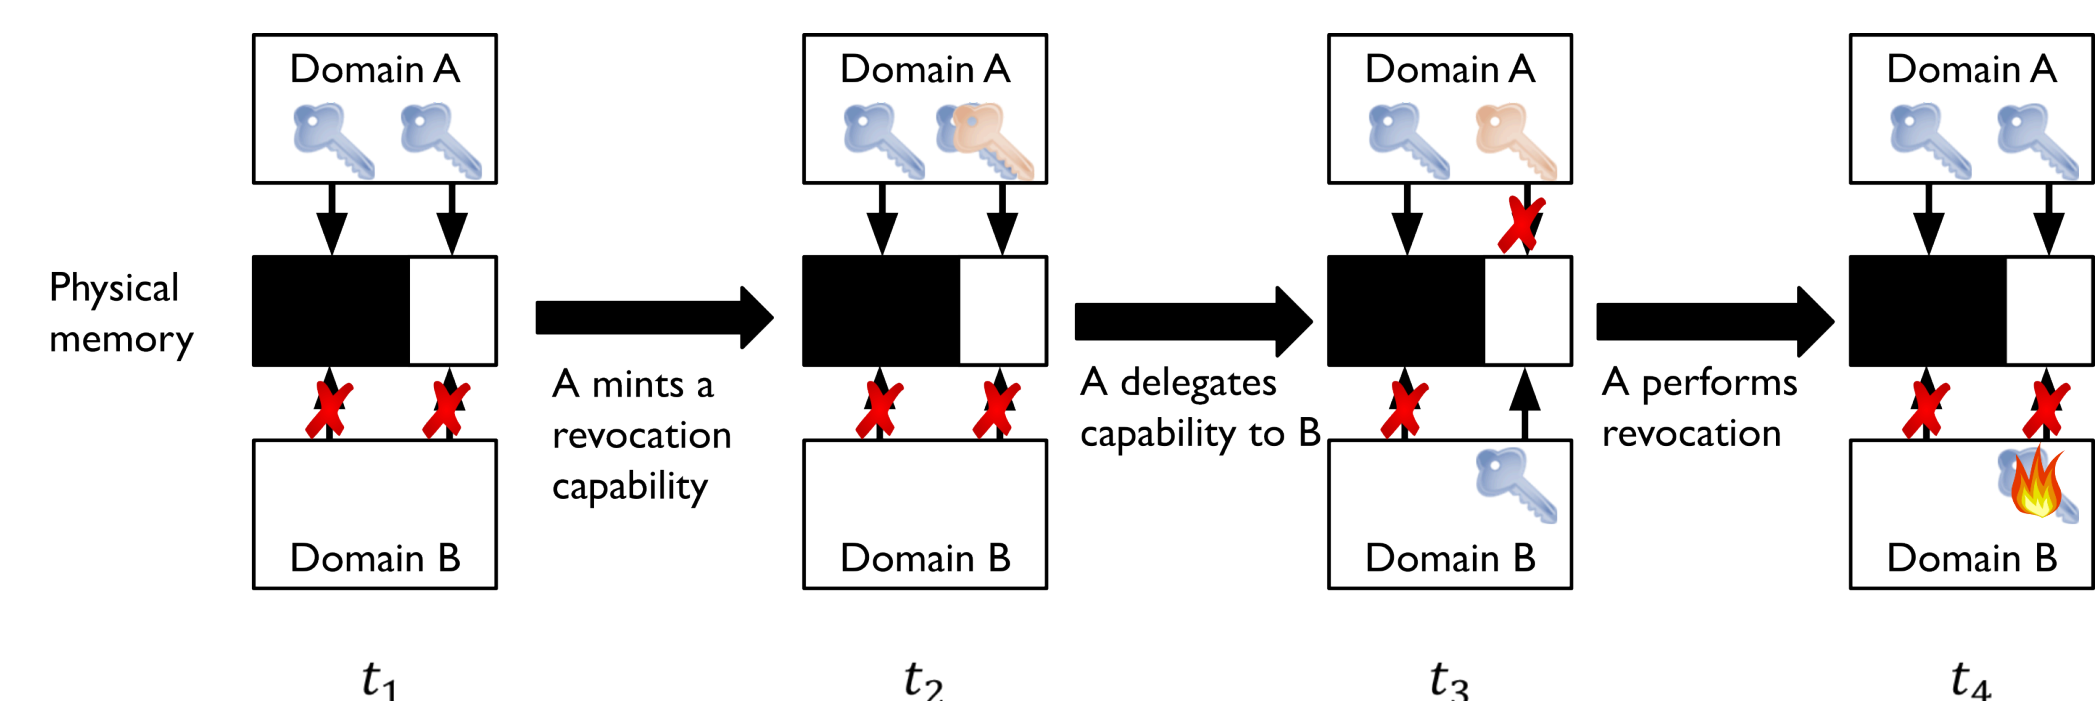 Domain A
Domain A
Domain A
Domain A
Physical
memory
A mints a
revocation
capability
A delegates
capability to B
A performs
revocation
Domain B
Domain B
Domain B
Domain B
t₁
t₂
t₃
t₄